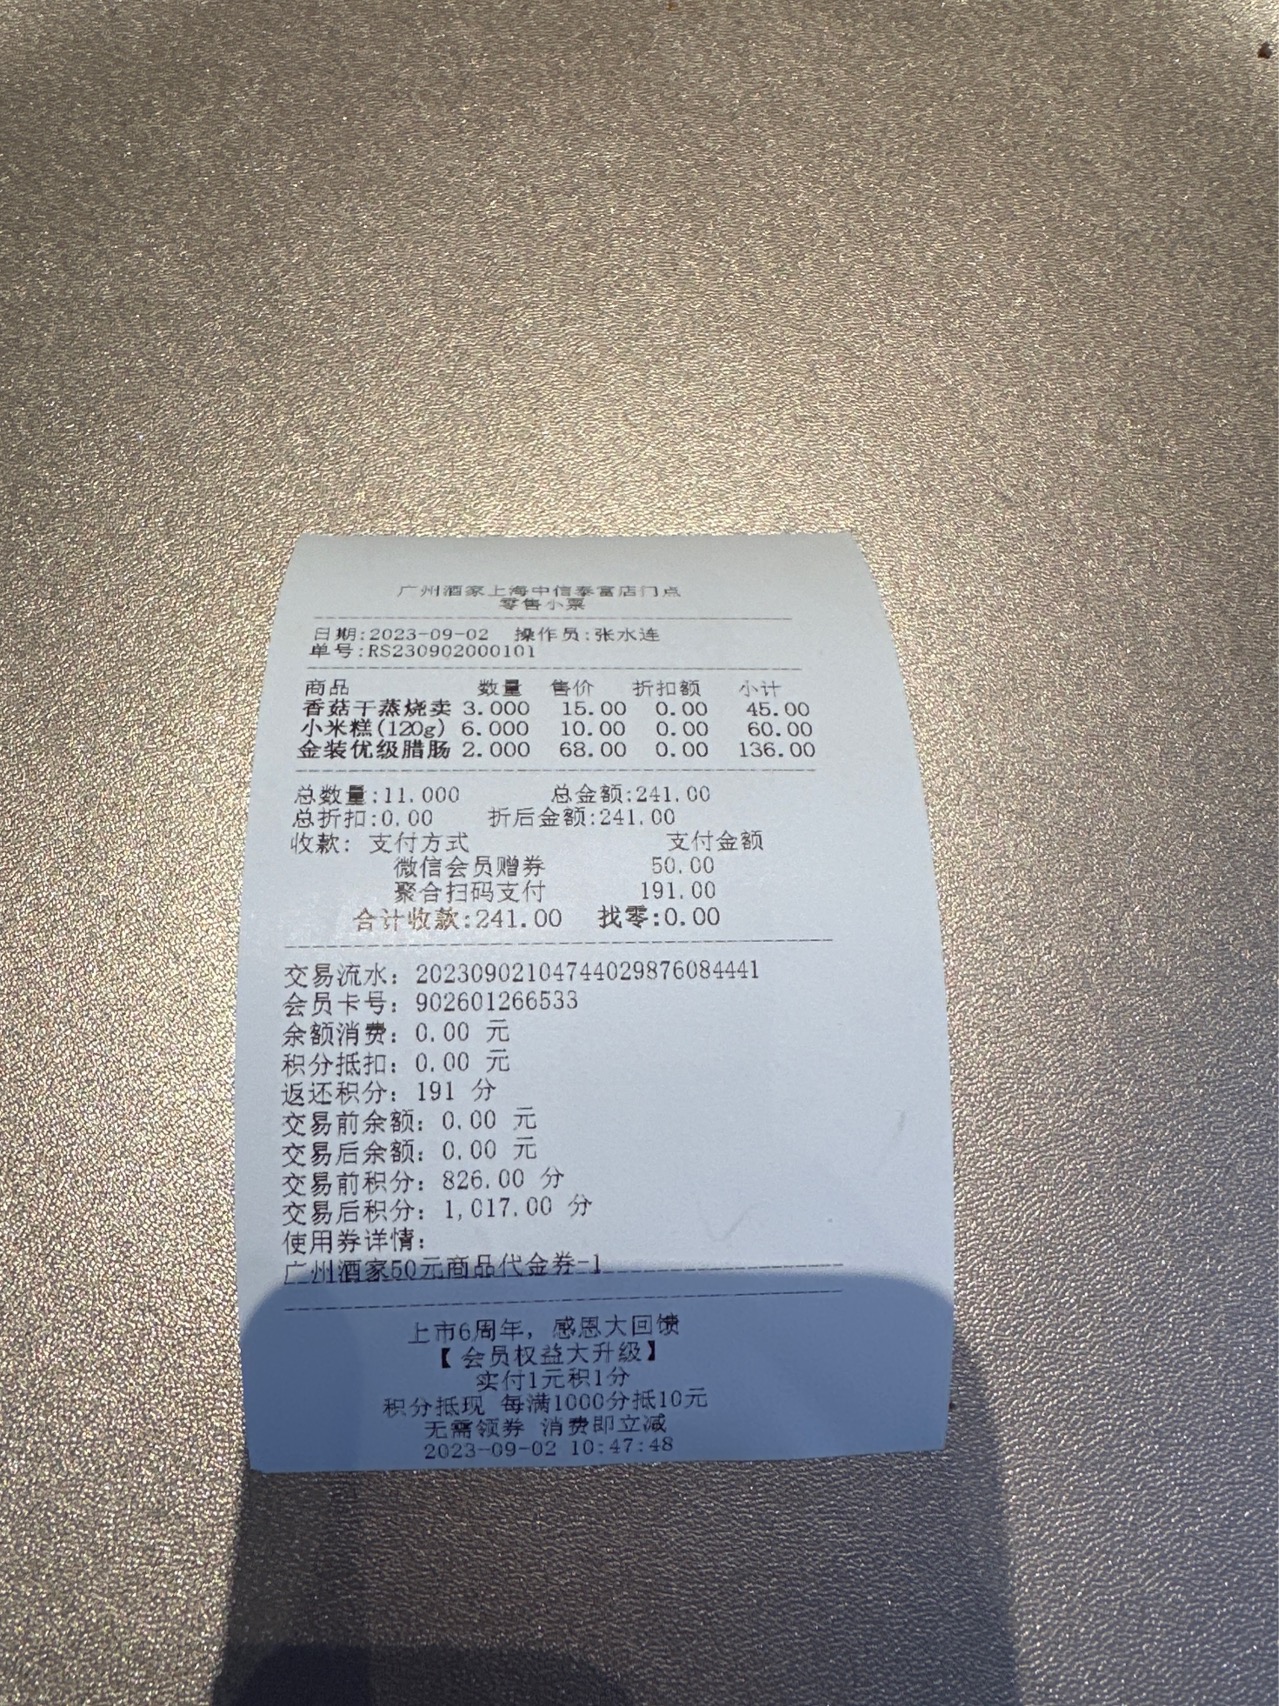 广州酒家上海中信泰富店门点
零售小票
日期:2023-09-02 操作员:张水连
单号:RS230902000101
商品 数量 售价 折扣额 小计
香菇干蒸烧卖 3.000 15.00 0.00 45.00
小米糕(120g) 6.000 10.00 0.00 60.00
金装优级腊肠 2.000 68.00 0.00 136.00
总数量:11.000 总金额:241.00
总折扣:0.00 折后金额:241.00
收款: 支付方式 支付金额
微信会员赠券 50.00
聚合扫码支付 191.00
合计收款:241.00 找零:0.00
交易流水: 20230902104744029876084441
会员卡号: 902601266533
余额消费: 0.00 元
积分抵扣: 0.00 元
返还积分: 191 分
交易前余额: 0.00 元
交易后余额: 0.00 元
交易前积分: 826.00 分
交易后积分: 1,017.00 分
使用券详情:
广州酒家50元商品代金券-1
上市6周年, 感恩大回馈
【会员权益大升级】
实付1元积1分
积分抵现 每满1000分抵10元
无需领券 消费即立减
2023-09-02 10:47:48